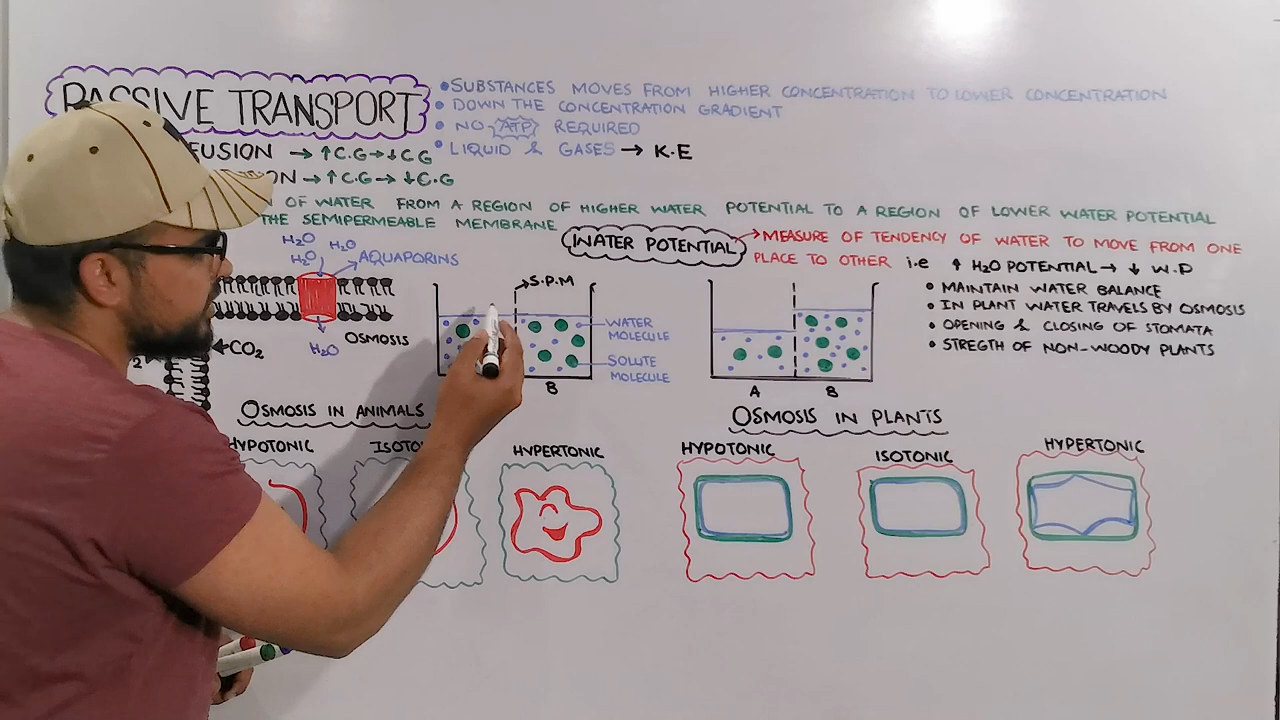 PASSIVE TRANSPORT
• SUBSTANCES MOVES FROM HIGHER CONCENTRATION TO LOWER CONCENTRATION
• DOWN THE CONCENTRATION GRADIENT
• NO ATP REQUIRED
• LIQUID & GASES → K.E
FUSION → ↑C.G→↓C G
ON →↑C.G→ ↓C.G
N OF WATER FROM A REGION OF HIGHER WATER POTENTIAL TO A REGION OF LOWER WATER POTENTIAL
THE SEMIPERMEABLE MEMBRANE
WATER POTENTIAL → MEASURE OF TENDENCY OF WATER TO MOVE FROM ONE
PLACE TO OTHER i.e ↑ H2O POTENTIAL → ↓ W.P
• MAINTAIN WATER BALANCE
• IN PLANT WATER TRAVELS BY OSMOSIS
• OPENING & CLOSING OF STOMATA
• STREGTH OF NON-WOODY PLANTS
H2O
H2O
H2O
AQUAPORINS
H2O
OSMOSIS
CO2
2
S.P.M
WATER
MOLECULE
SOLUTE
MOLECULE
B
A
B
OSMOSIS IN ANIMALS
HYPOTONIC
ISOTO
HYPERTONIC
OSMOSIS IN PLANTS
HYPOTONIC
ISOTONIC
HYPERTONIC